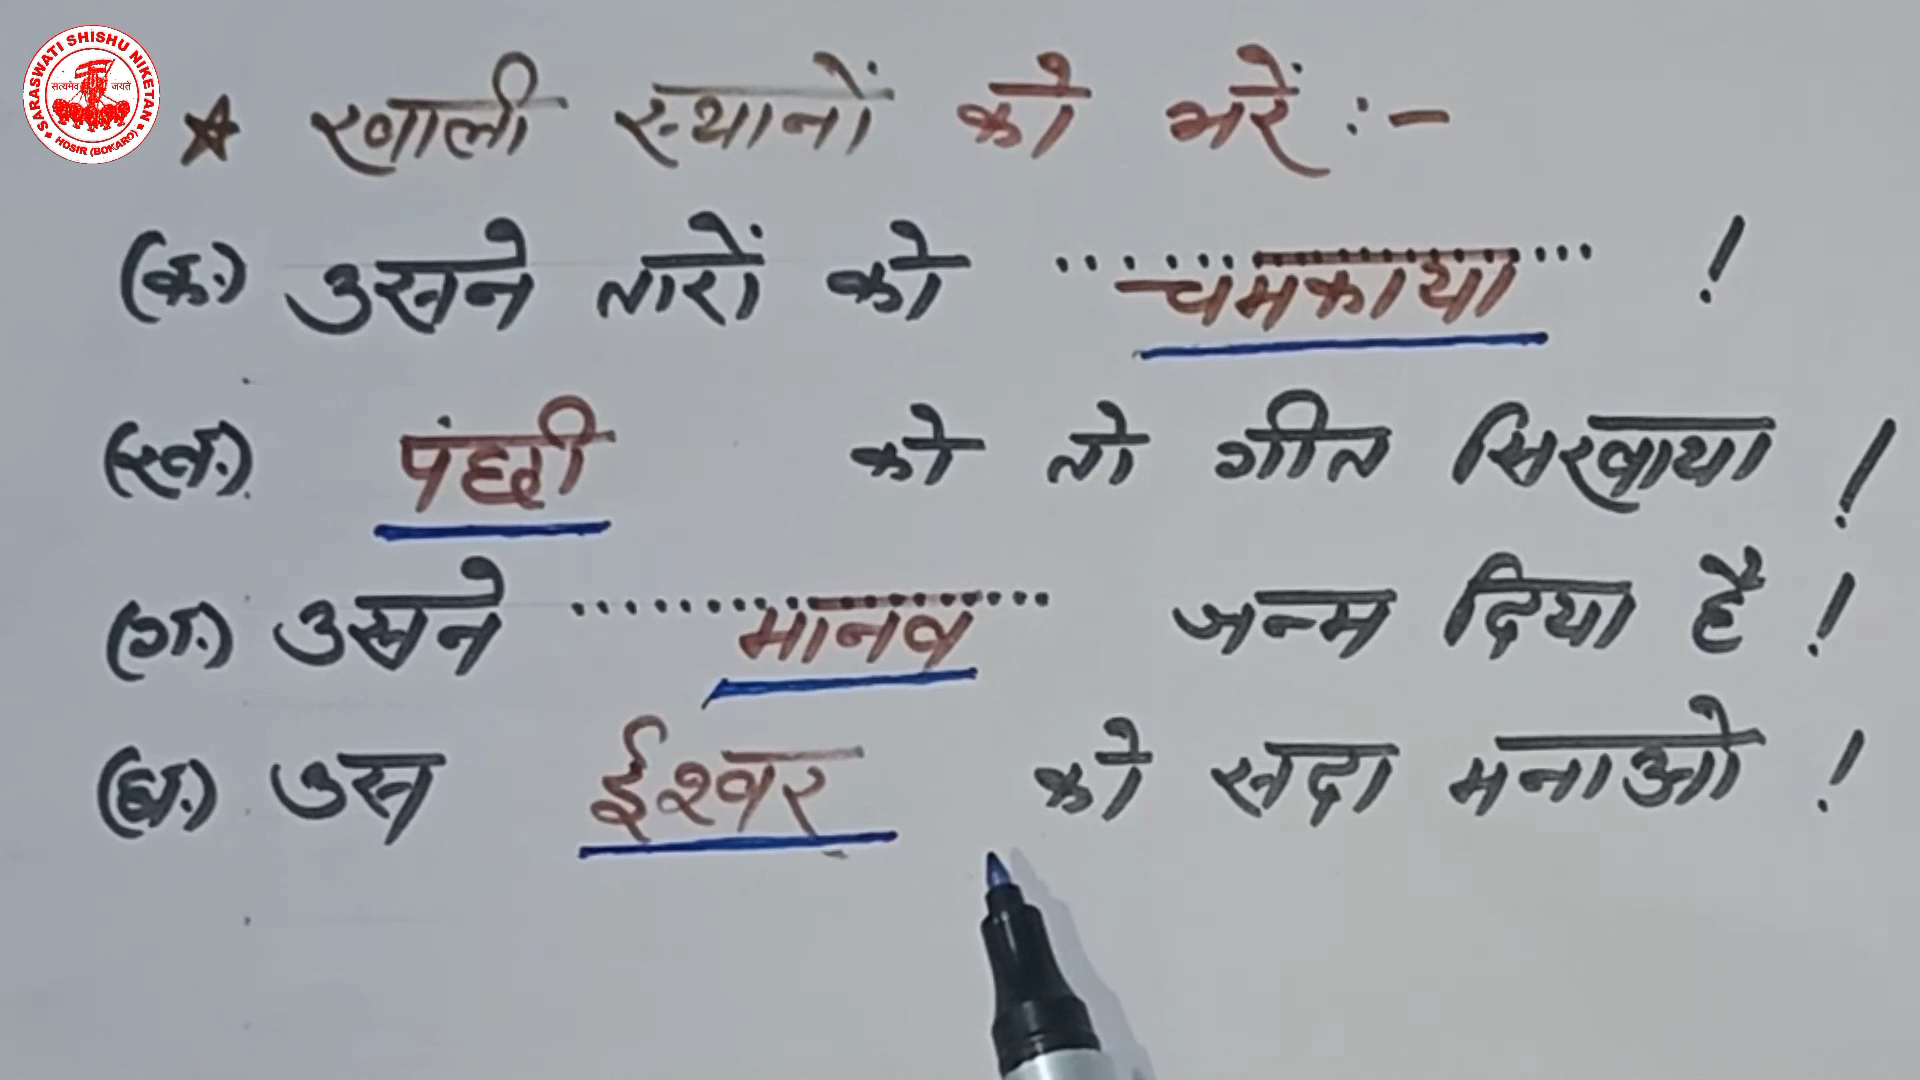 SARASWATI SHISHU NIKETAN
सत्यमेव जयते
HOSIR (BOKARO)
★ खाली स्थानों को भरें :-
(क.) उसने तारों को ......चमकाया...... !
(ख.) पंछी को तो गीत सिखाया !
(ग.) उसने ..........मानव.......... जन्म दिया है !
(घ.) उस ईश्वर को सदा मनाओ !